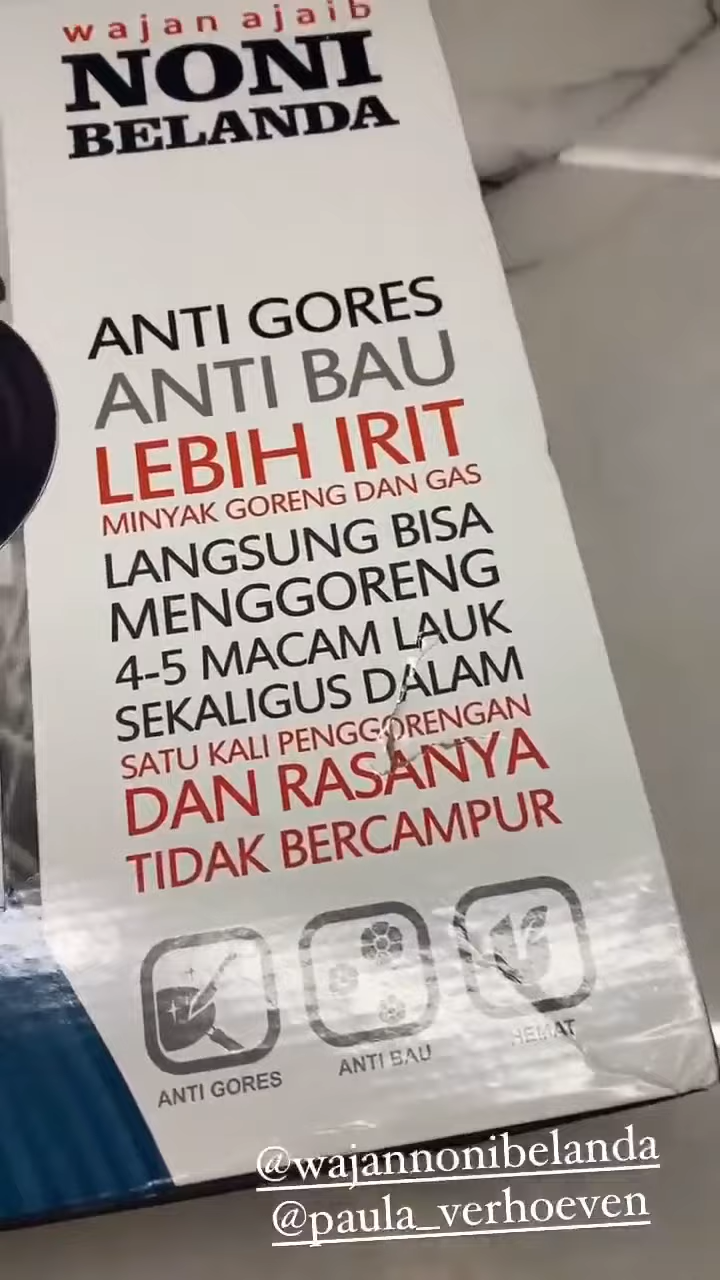 wajan ajaib
NONI
BELANDA
ANTI GORES
ANTI BAU
LEBIH IRIT
MINYAK GORENG DAN GAS
LANGSUNG BISA
MENGGORENG
4-5 MACAM LAUK
SEKALIGUS DALAM
SATU KALI PENGGORENGAN
DAN RASANYA
TIDAK BERCAMPUR
ANTI GORES
ANTI BAU
HEMAT
@wajannonibelanda
@paula_verhoeven